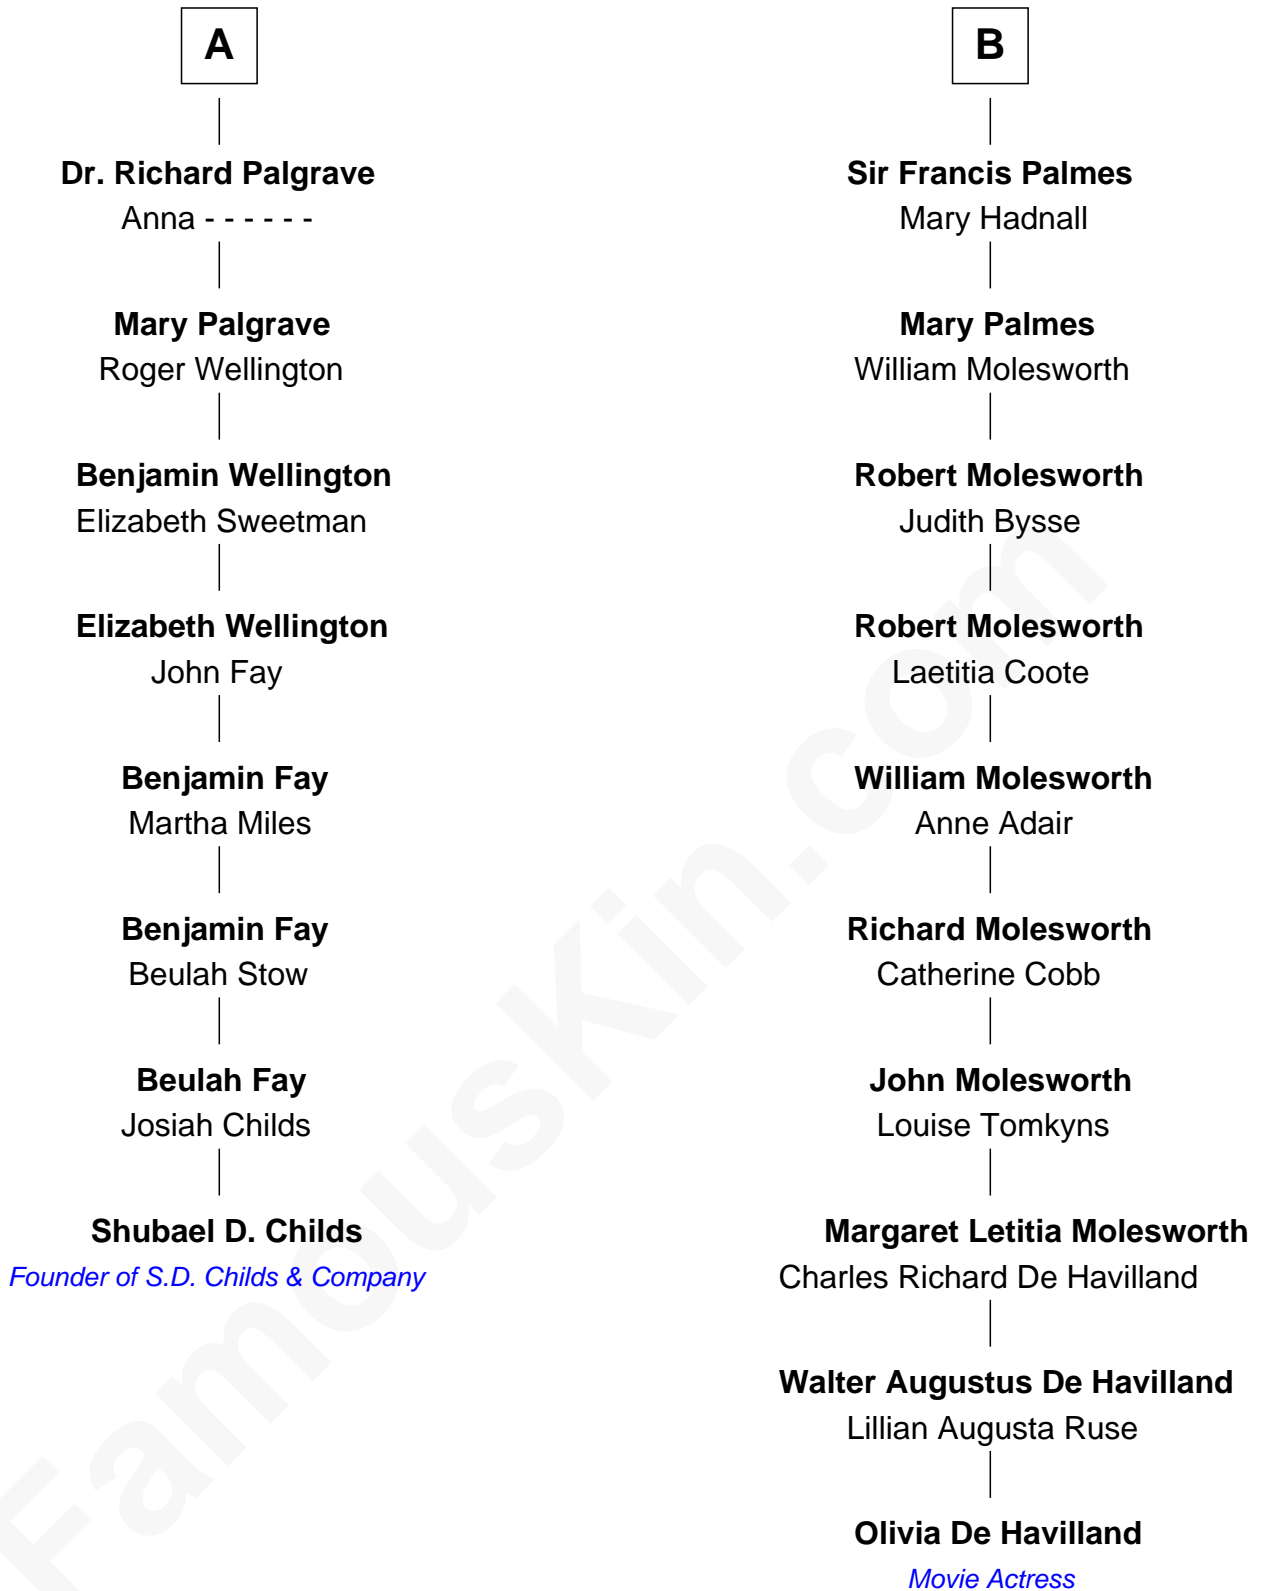 A
Dr. Richard Palgrave
Anna - - - - - -
Mary Palgrave
Roger Wellington
Benjamin Wellington
Elizabeth Sweetman
Elizabeth Wellington
John Fay
Benjamin Fay
Martha Miles
Benjamin Fay
Beulah Stow
Beulah Fay
Josiah Childs
Shubael D. Childs
Founder of S.D. Childs & Company
B
Sir Francis Palmes
Mary Hadnall
Mary Palmes
William Molesworth
Robert Molesworth
Judith Bysse
Robert Molesworth
Laetitia Coote
William Molesworth
Anne Adair
Richard Molesworth
Catherine Cobb
John Molesworth
Louise Tomkyns
Margaret Letitia Molesworth
Charles Richard De Havilland
Walter Augustus De Havilland
Lillian Augusta Ruse
Olivia De Havilland
Movie Actress
FamousKin.com